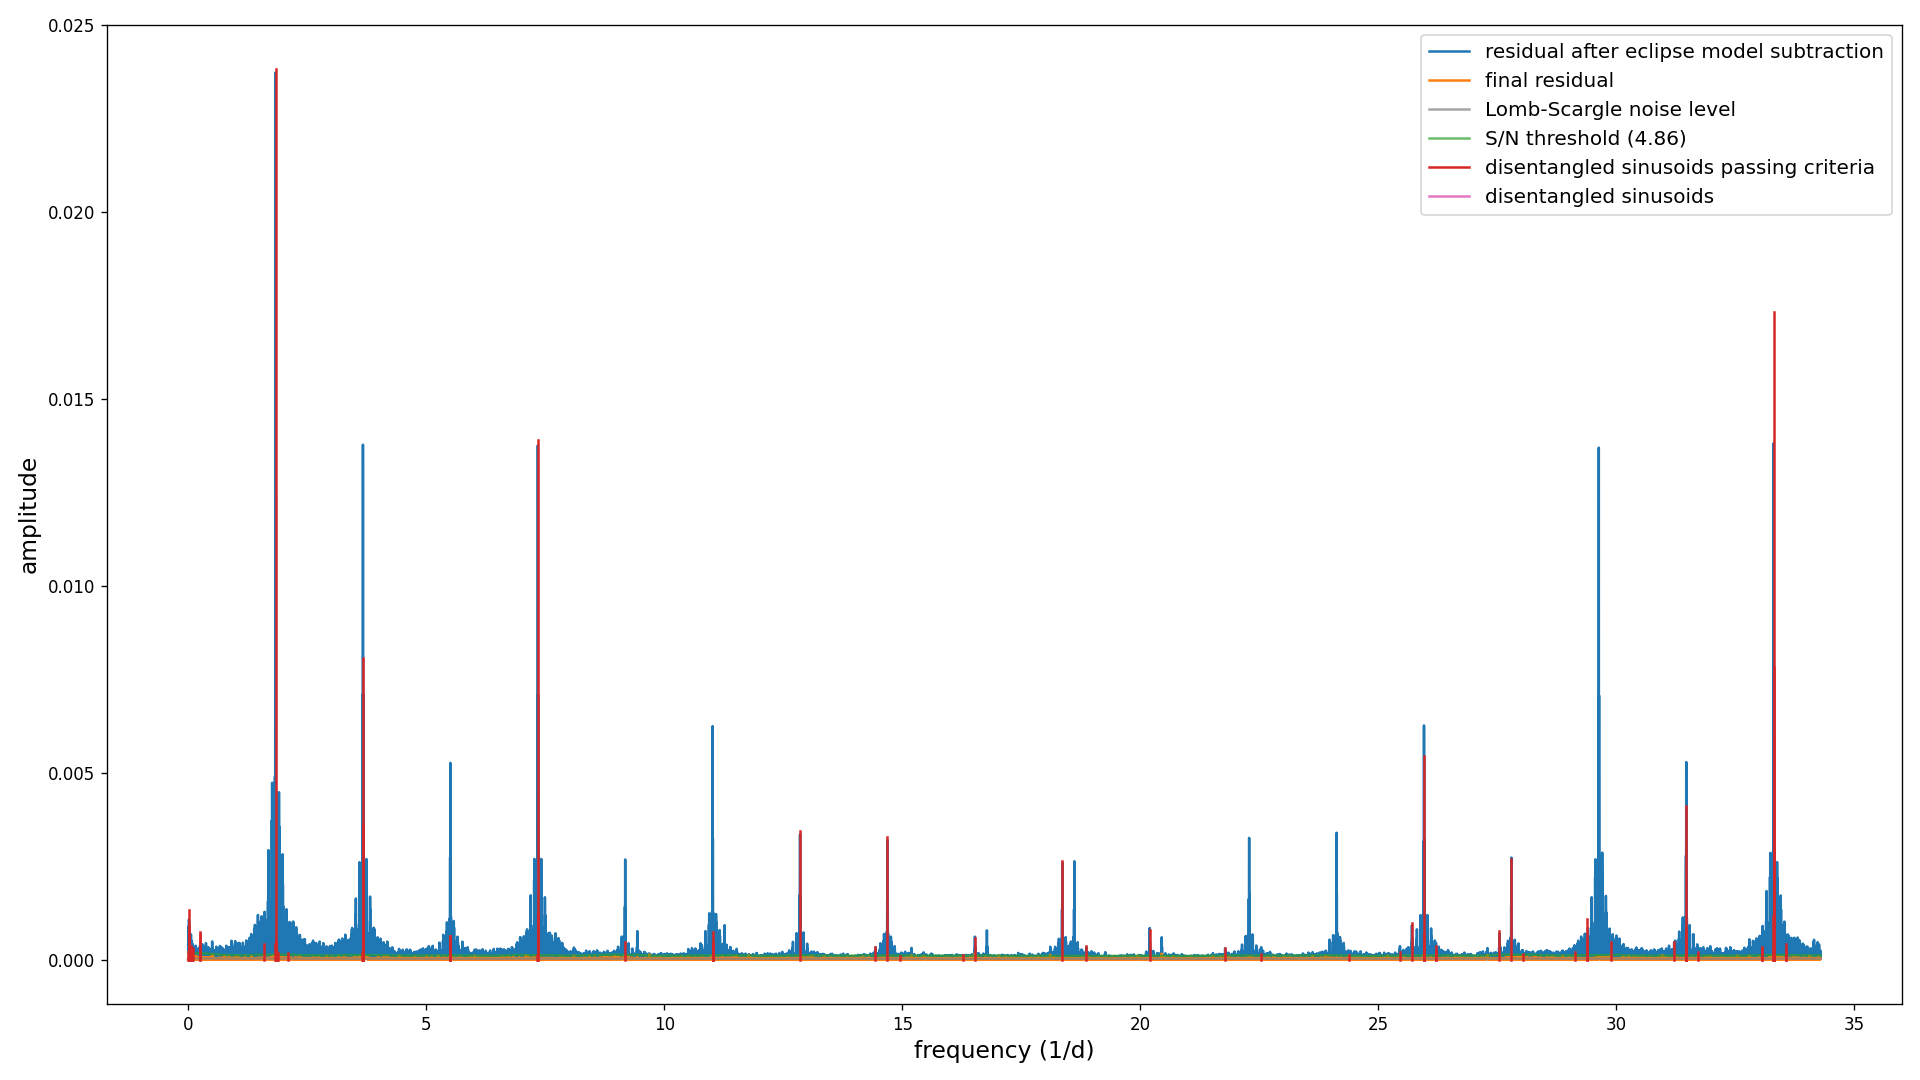 0.025
0.020
0.015
0.010
0.005
0.000
amplitude
residual after eclipse model subtraction
final residual
Lomb-Scargle noise level
S/N threshold (4.86)
disentangled sinusoids passing criteria
disentangled sinusoids
0 5 10 15 20 25 30 35
frequency (1/d)